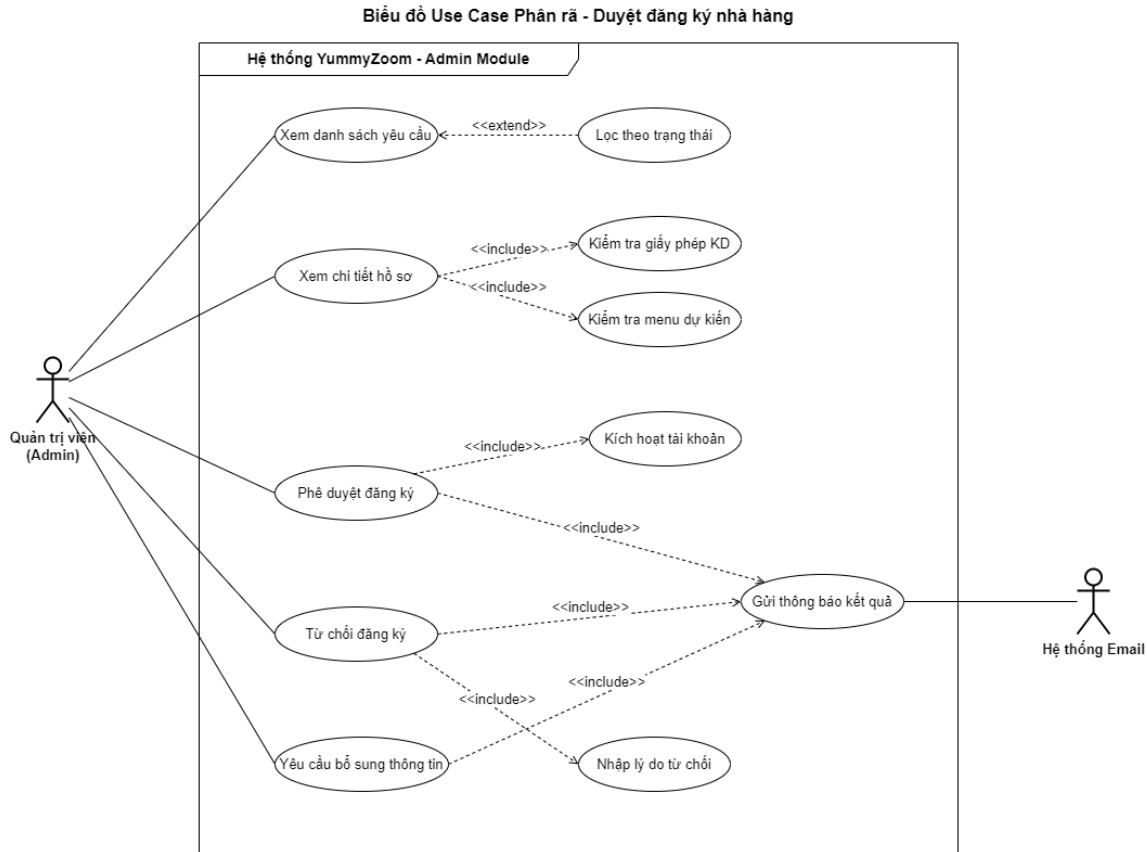 Biểu đồ Use Case Phân rã - Duyệt đăng ký nhà hàng
Hệ thống YummyZoom - Admin Module
Xem danh sách yêu cầu
<<extend>>
Lọc theo trạng thái
Xem chi tiết hồ sơ
<<include>>
Kiểm tra giấy phép KD
<<include>>
Kiểm tra menu dự kiến
Quản trị viên
(Admin)
Phê duyệt đăng ký
<<include>>
Kích hoạt tài khoản
<<include>>
Gửi thông báo kết quả
Hệ thống Email
Từ chối đăng ký
<<include>>
<<include>>
<<include>>
Yêu cầu bổ sung thông tin
Nhập lý do từ chối